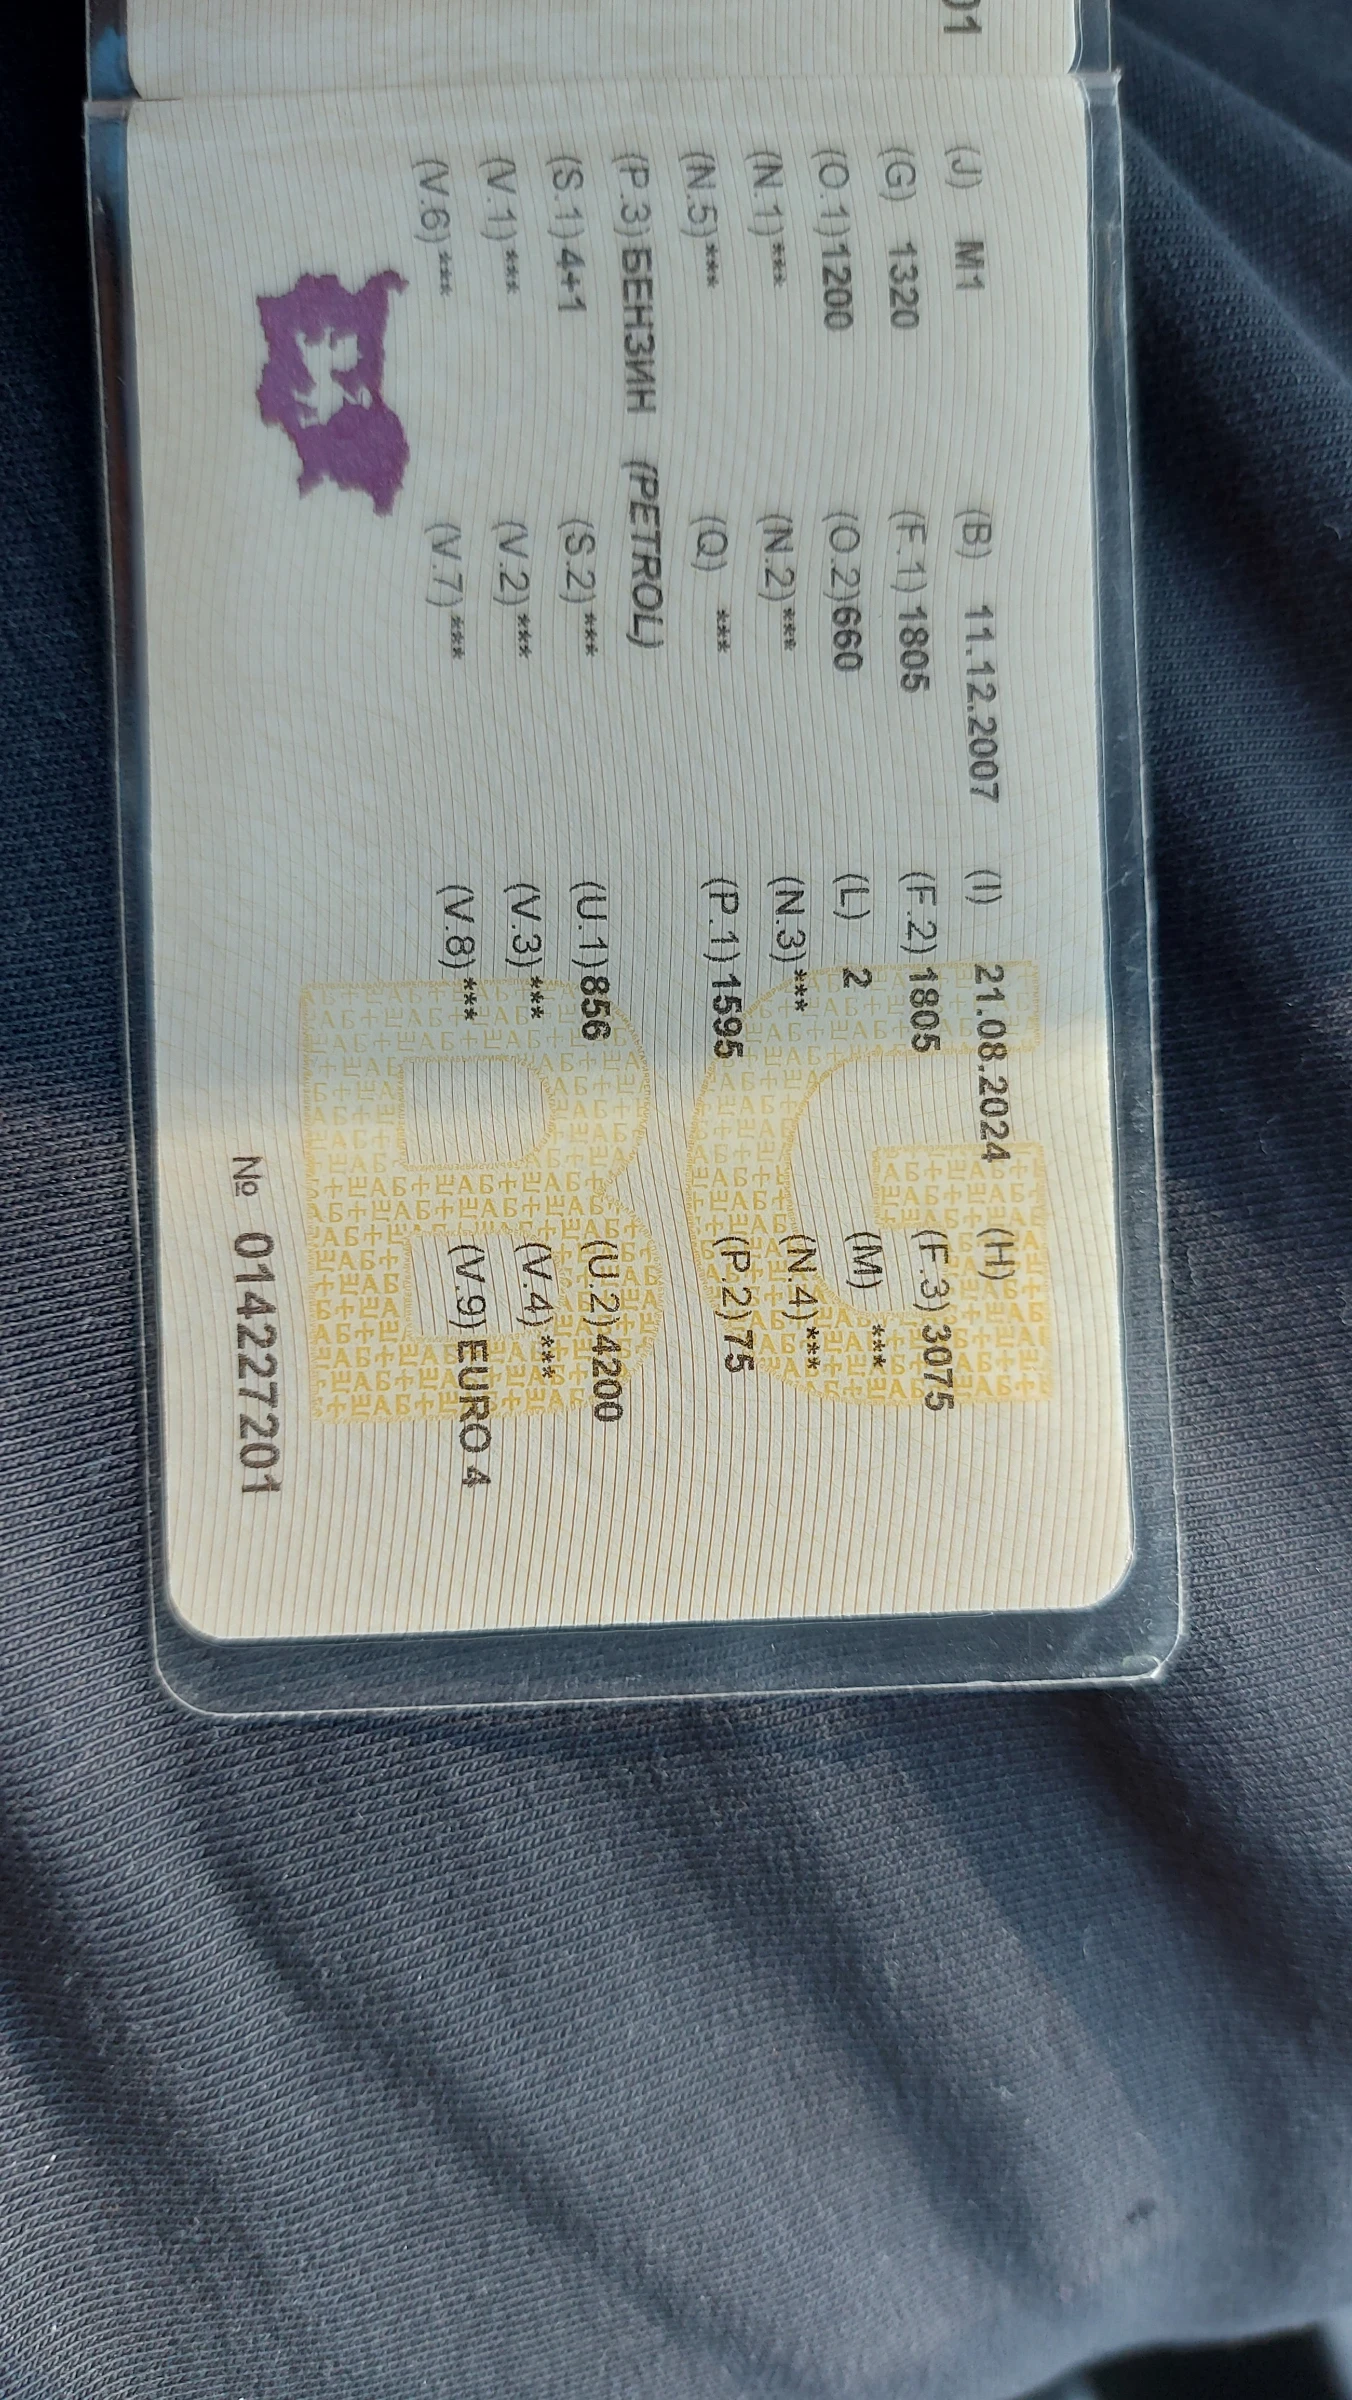 01
(J) M1 (B) 11.12.2007 (I) 21.08.2024 (H)
(G) 1320 (F.1) 1805 (F.2) 1805 (F.3) 3075
(O.1) 1200 (O.2) 660 (L) 2 (M) ***
(N.1) *** (N.2) *** (N.3) *** (N.4) ***
(N.5) *** (Q) *** (P.1) 1595 (P.2) 75
(P.3) БЕНЗИН (PETROL)
(S.1) 4+1 (S.2) *** (U.1) 856 (U.2) 4200
(V.1) *** (V.2) *** (V.3) *** (V.4) ***
(V.6) *** (V.7) *** (V.8) *** (V.9) EURO 4
№ 014227201